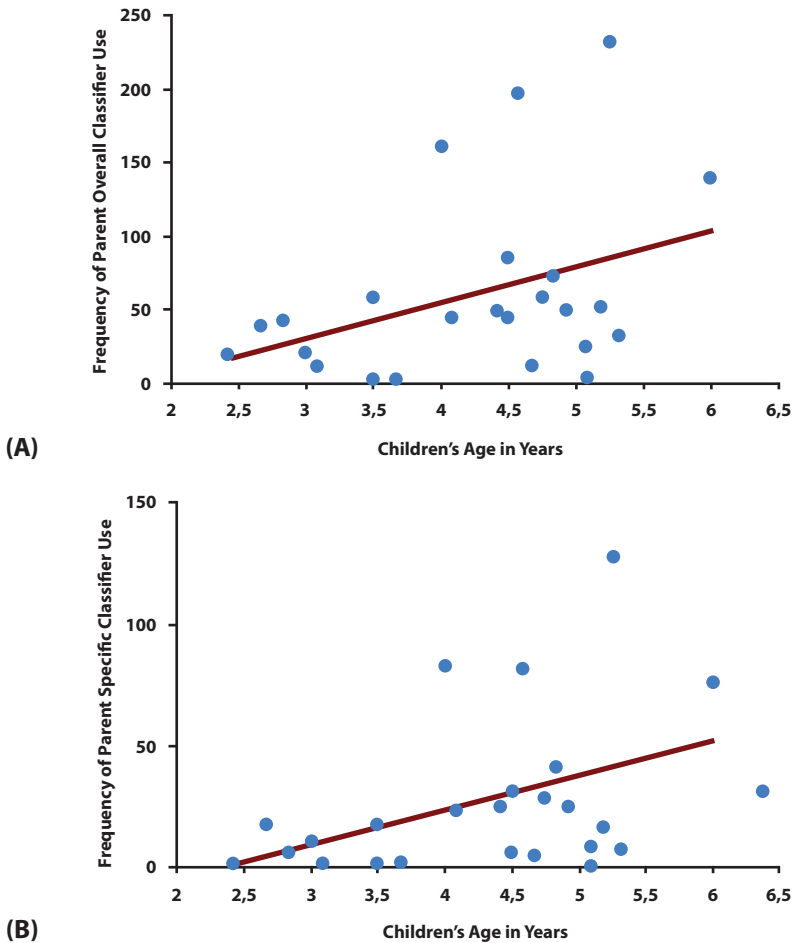 Frequency of Parent Overall Classifier Use
250
200
150
100
50
0
2 2,5 3 3,5 4 4,5 5 5,5 6 6,5
(A)
Children's Age in Years
Frequency of Parent Specific Classifier Use
150
100
50
0
2 2,5 3 3,5 4 4,5 5 5,5 6 6,5
(B)
Children's Age in Years